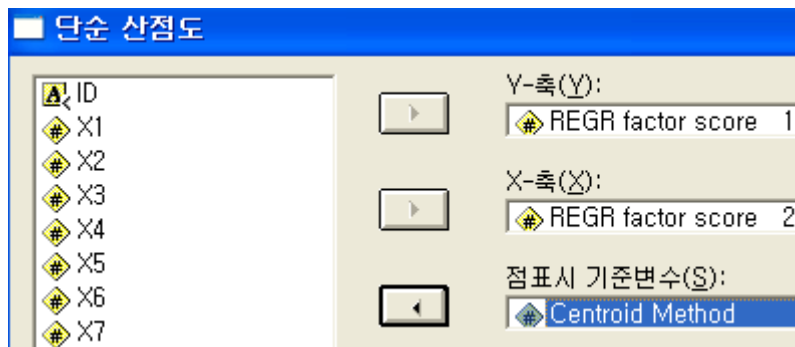 단순 산점도
ID
X1
X2
X3
X4
X5
X6
X7
Y-축(Y):
REGR factor score 1
X-축(X):
REGR factor score 2
점표시 기준변수(S):
Centroid Method